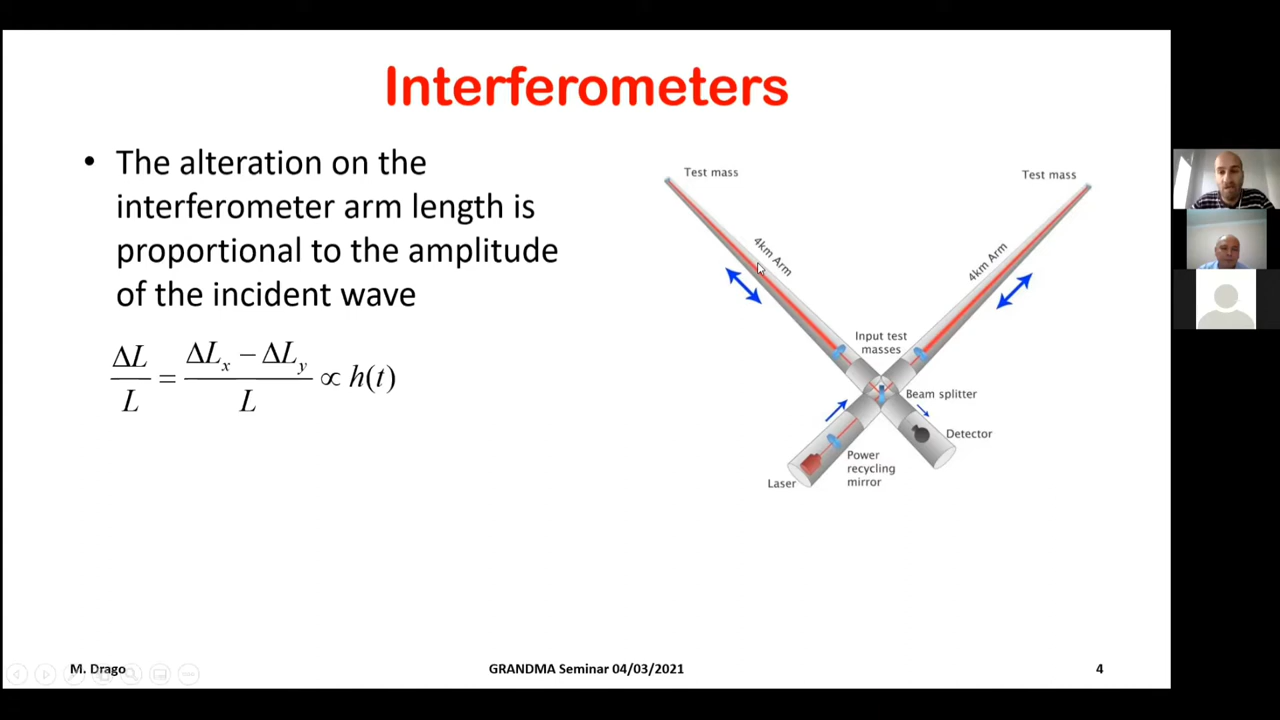 Interferometers
• The alteration on the
interferometer arm length is
proportional to the amplitude
of the incident wave
ΔL/L = (ΔLx − ΔLy)/L ∝ h(t)
Test mass
Test mass
4km Arm
4km Arm
Input test
masses
Beam splitter
Detector
Power
recycling
mirror
Laser
M. Drago
GRANDMA Seminar 04/03/2021
4